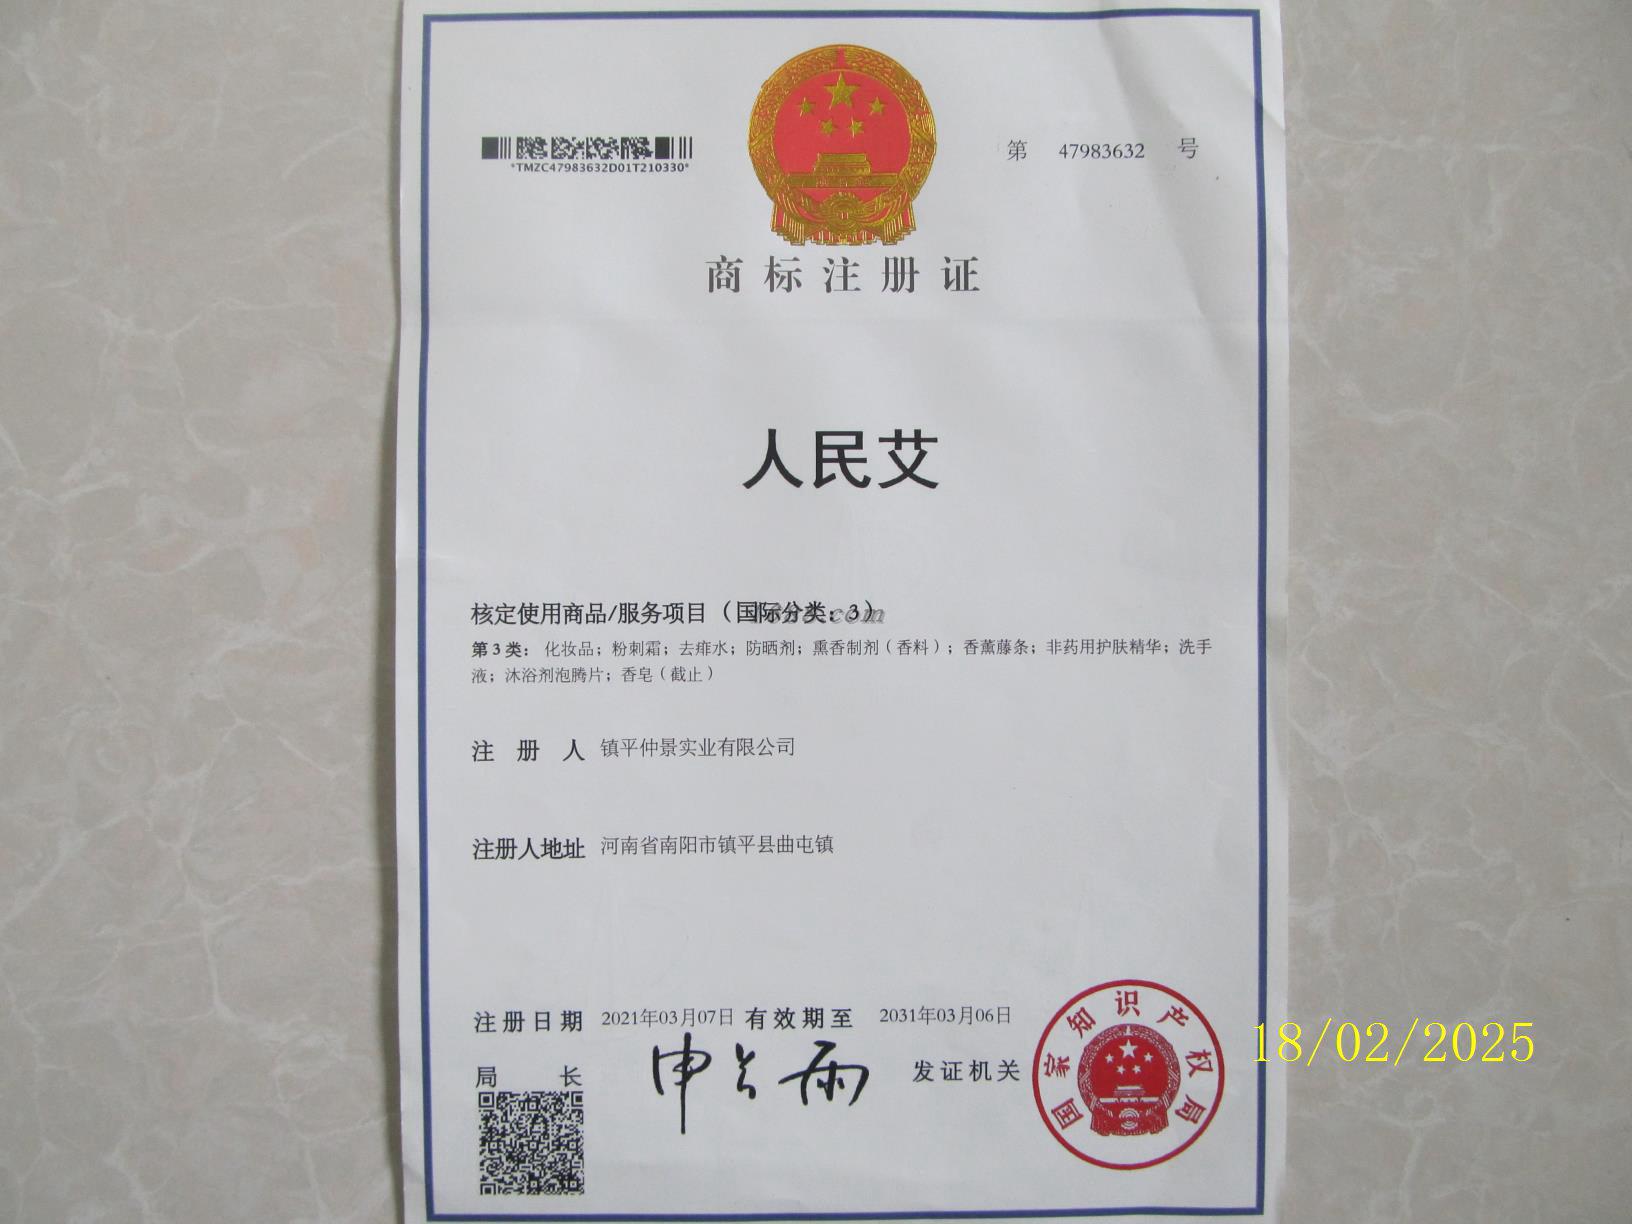 *TMZC47983632D01T210330*
第 47983632 号
商标注册证
人民艾
核定使用商品/服务项目（国际分类：3）
第3类： 化妆品；粉刺霜；去痱水；防晒剂；熏香制剂（香料）；香薰藤条；非药用护肤精华；洗手
液；沐浴剂泡腾片；香皂（截止）
注 册 人 镇平仲景实业有限公司
注册人地址 河南省南阳市镇平县曲屯镇
注册日期 2021年03月07日 有效期至 2031年03月06日
局 长 申长雨 发证机关
国家知识产权局
18/02/2025